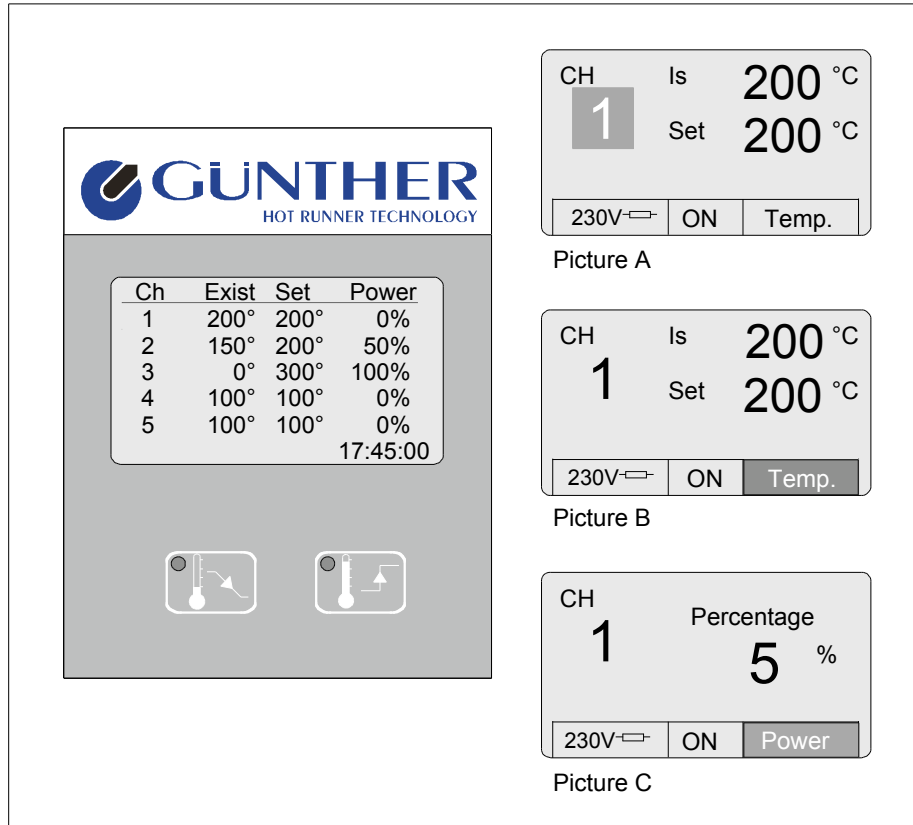 GÜNTHER
HOT RUNNER TECHNOLOGY
Ch Exist Set Power
1 200° 200° 0%
2 150° 200° 50%
3 0° 300° 100%
4 100° 100° 0%
5 100° 100° 0%
17:45:00
CH Is 200 °C
1 Set 200 °C
230V ON Temp.
Picture A
CH Is 200 °C
1 Set 200 °C
230V ON Temp.
Picture B
CH Percentage
1 5 %
230V ON Power
Picture C